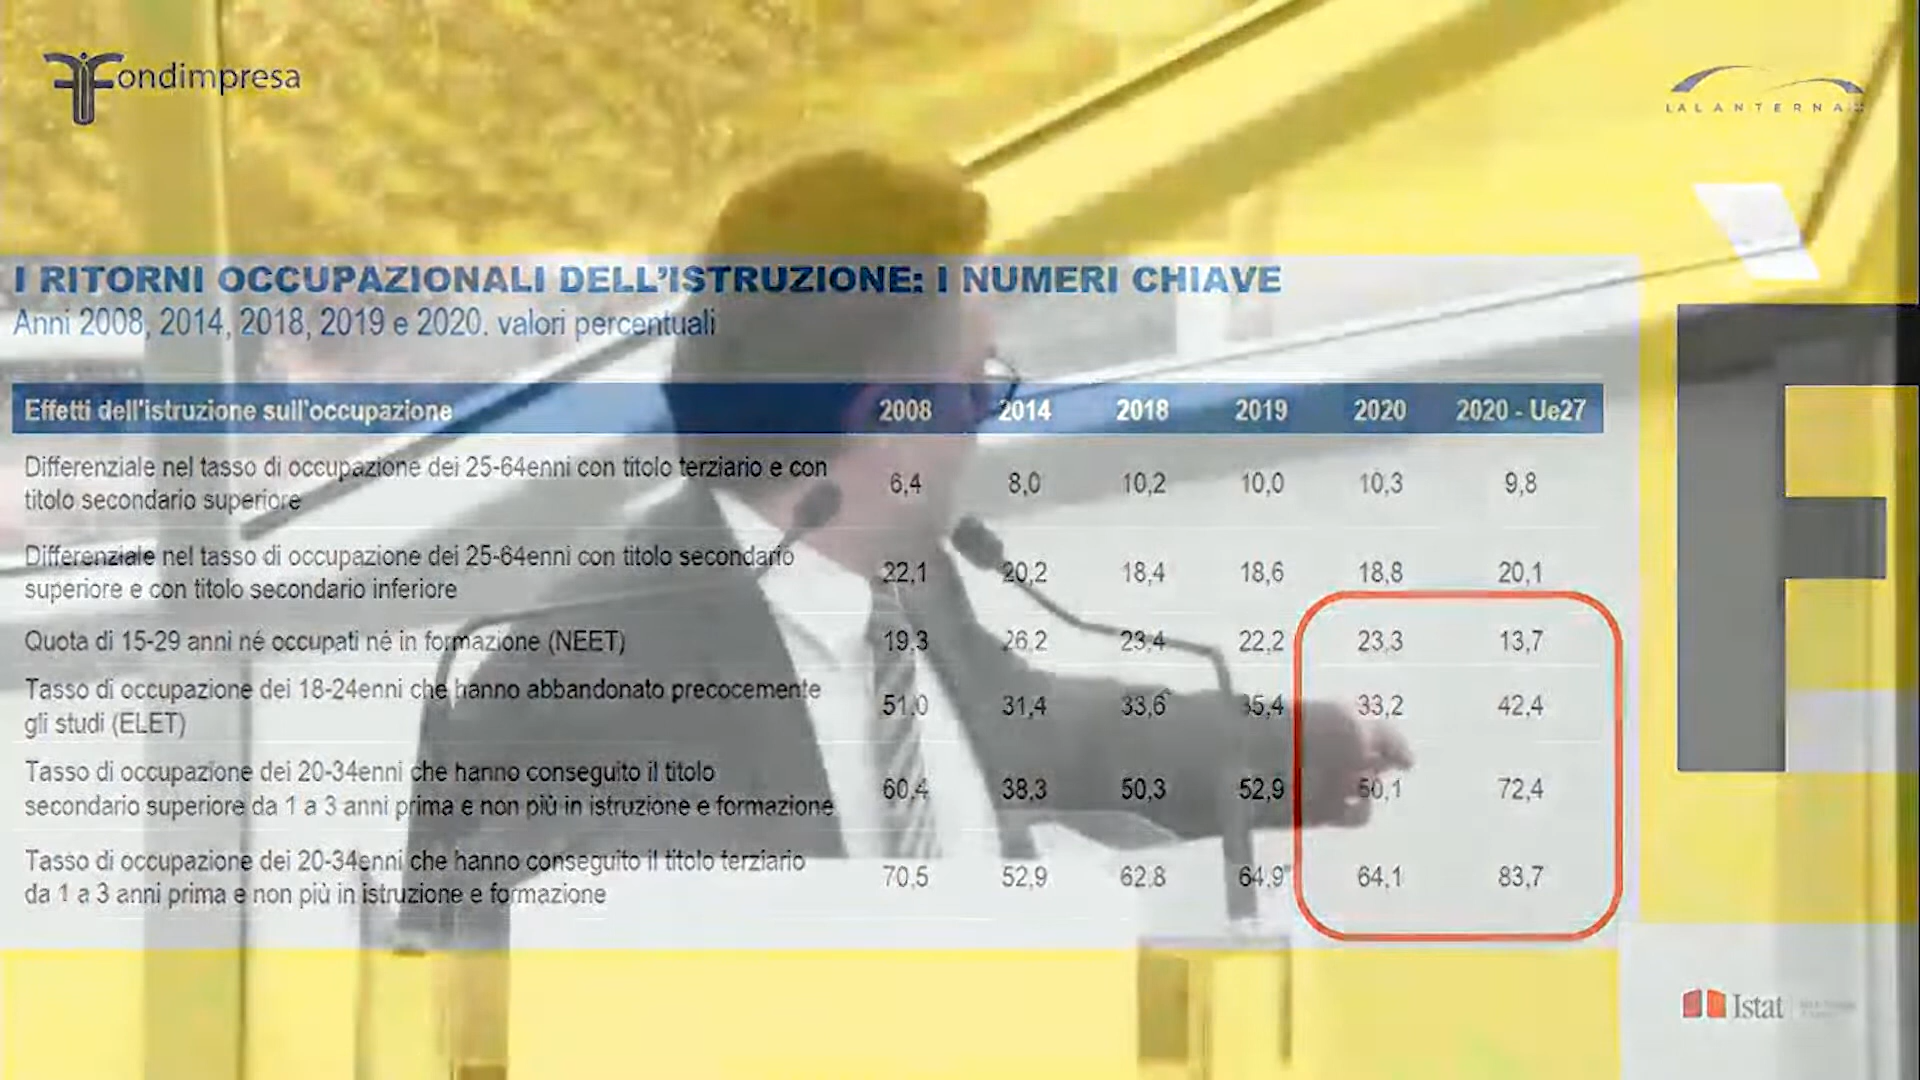 Fondimpresa
LALANTERNA
I RITORNI OCCUPAZIONALI DELL'ISTRUZIONE: I NUMERI CHIAVE
Anni 2008, 2014, 2018, 2019 e 2020. valori percentuali
Effetti dell'istruzione sull'occupazione 2008 2014 2018 2019 2020 2020 - Ue27
Differenziale nel tasso di occupazione dei 25-64enni con titolo terziario e con
titolo secondario superiore 6,4 8,0 10,2 10,0 10,3 9,8
Differenziale nel tasso di occupazione dei 25-64enni con titolo secondario
superiore e con titolo secondario inferiore 22,1 20,2 18,4 18,6 18,8 20,1
Quota di 15-29 anni né occupati né in formazione (NEET) 19,3 26,2 23,4 22,2 23,3 13,7
Tasso di occupazione dei 18-24enni che hanno abbandonato precocemente
gli studi (ELET) 51,0 31,4 33,6 35,4 33,2 42,4
Tasso di occupazione dei 20-34enni che hanno conseguito il titolo
secondario superiore da 1 a 3 anni prima e non più in istruzione e formazione 60,4 38,3 50,3 52,9 50,1 72,4
Tasso di occupazione dei 20-34enni che hanno conseguito il titolo terziario
da 1 a 3 anni prima e non più in istruzione e formazione 70,5 52,9 62,8 64,9 64,1 83,7
F
Istat